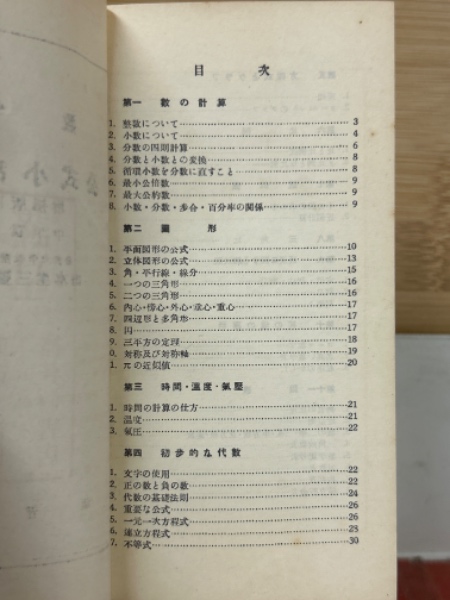 目次
第一 数の計算
1. 整数について 3
2. 小数について 4
3. 分数の四則計算 6
4. 分数と小数との変換 8
5. 循環小数を分数に直すこと 8
6. 最小公倍数 9
7. 最大公約数 9
8. 小数・分数・歩合・百分率の関係 9
第二 圖形
1. 平面図形の公式 10
2. 立体図形の公式 13
3. 角・平行線・線分 15
4. 一つの三角形 16
5. 二つの三角形 16
6. 内心・傍心・外心・垂心・重心 17
7. 四辺形と多角形 17
8. 円 17
9. 三平方の定理 18
0. 対称及び対称軸 19
1. πの近似値 20
第三 時間・溫度・氣壓
1. 時間の計算の仕方 21
2. 温度 21
3. 氣圧 22
第四 初歩的な代数
1. 文字の使用 22
2. 正の数と負の数 22
3. 代数の基礎法則 24
4. 重要な公式 26
5. 一元一次方程式 26
6. 連立方程式 28
7. 不等式 30